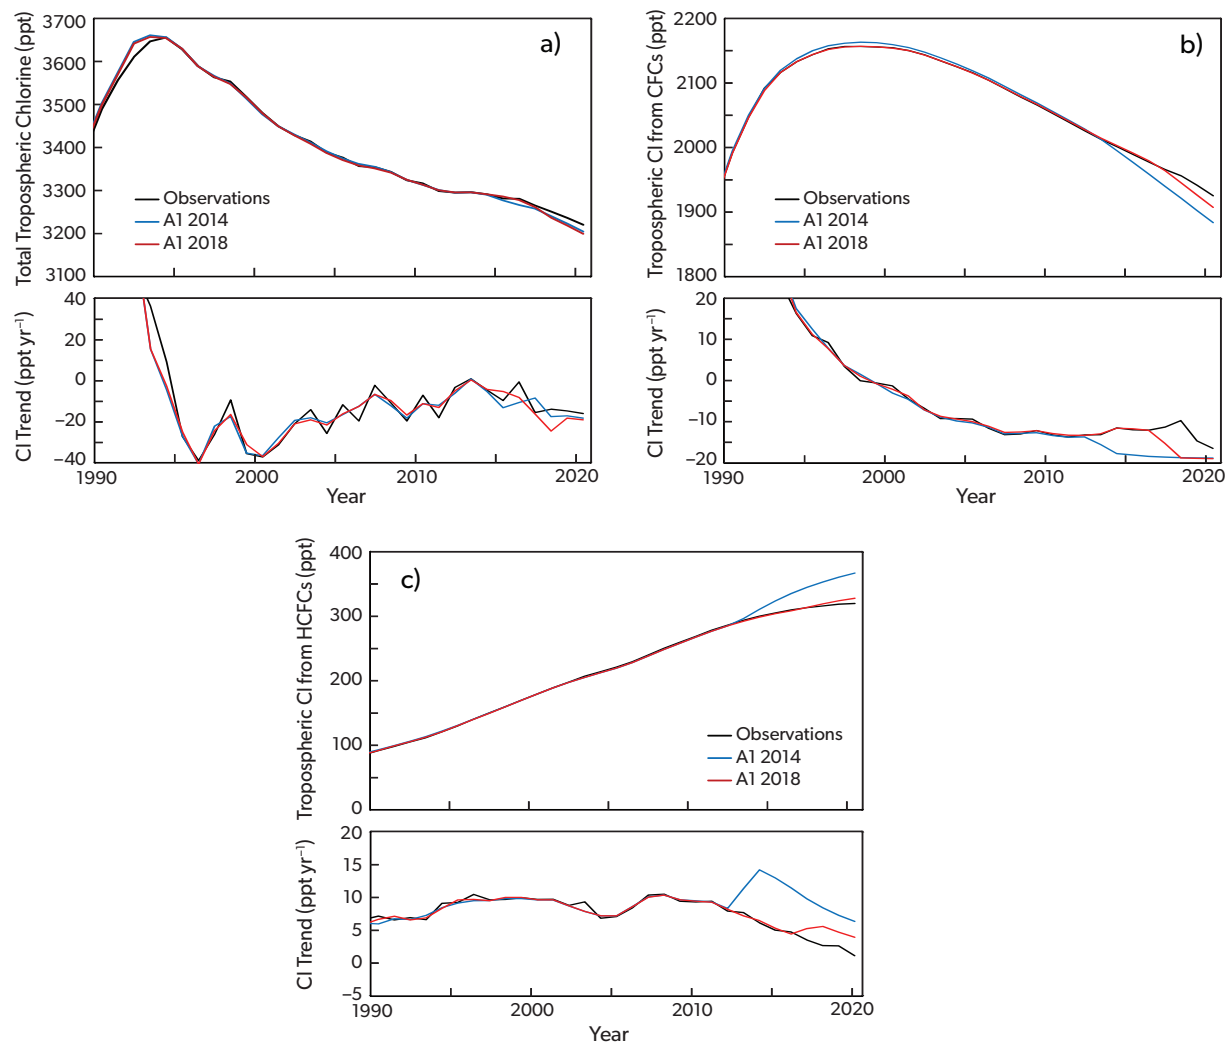 Total Tropospheric Chlorine (ppt)
3700
3600
3500
3400
3300
3200
3100
a)
Observations
A1 2014
A1 2018
Cl Trend (ppt yr⁻¹)
40
20
0
−20
−40
1990
2000
2010
2020
Year
Tropospheric Cl from CFCs (ppt)
2200
2100
2000
1900
1800
b)
Observations
A1 2014
A1 2018
Cl Trend (ppt yr⁻¹)
20
10
0
−10
−20
1990
2000
2010
2020
Year
Tropospheric Cl from HCFCs (ppt)
400
300
200
100
0
c)
Observations
A1 2014
A1 2018
Cl Trend (ppt yr⁻¹)
20
15
10
5
0
−5
1990
2000
2010
2020
Year